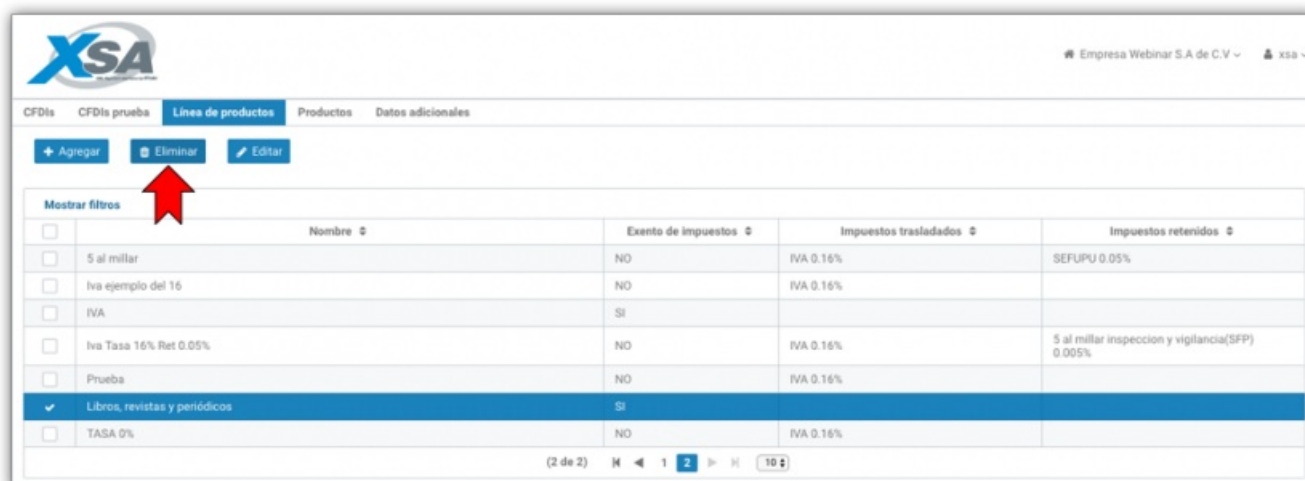 XSA
Empresa Webinar S.A de C.V xsa
CFDIs CFDIs prueba Línea de productos Productos Datos adicionales
+ Agregar Eliminar Editar
Mostrar filtros
Nombre Exento de impuestos Impuestos trasladados Impuestos retenidos
5 al millar NO IVA 0.16% SEFUPU 0.05%
Iva ejemplo del 16 NO IVA 0.16%
IVA SI
Iva Tasa 16% Ret 0.05% NO IVA 0.16% 5 al millar inspeccion y vigilancia(SFP)
0.005%
Prueba NO IVA 0.16%
Libros, revistas y periódicos SI
TASA 0% NO IVA 0.16%
(2 de 2) 1 2 10